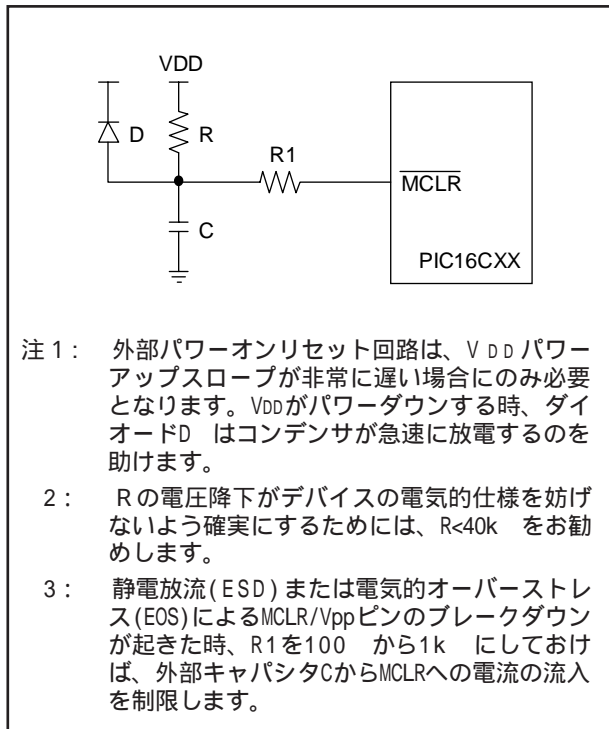 VDD
D
R
R1
MCLR
C
PIC16CXX
注1: 外部パワーオンリセット回路は、VDDパワー
アップスロープが非常に遅い場合にのみ必要
となります。VDDがパワーダウンする時、ダイ
オードD はコンデンサが急速に放電するのを
助けます。
2: Rの電圧降下がデバイスの電気的仕様を妨げ
ないよう確実にするためには、R<40k をお勧
めします。
3: 静電放流(ESD)または電気的オーバーストレ
ス(EOS)によるMCLR/Vppピンのブレークダウン
が起きた時、R1を100 から1k にしておけ
ば、外部キャパシタCからMCLRへの電流の流入
を制限します。